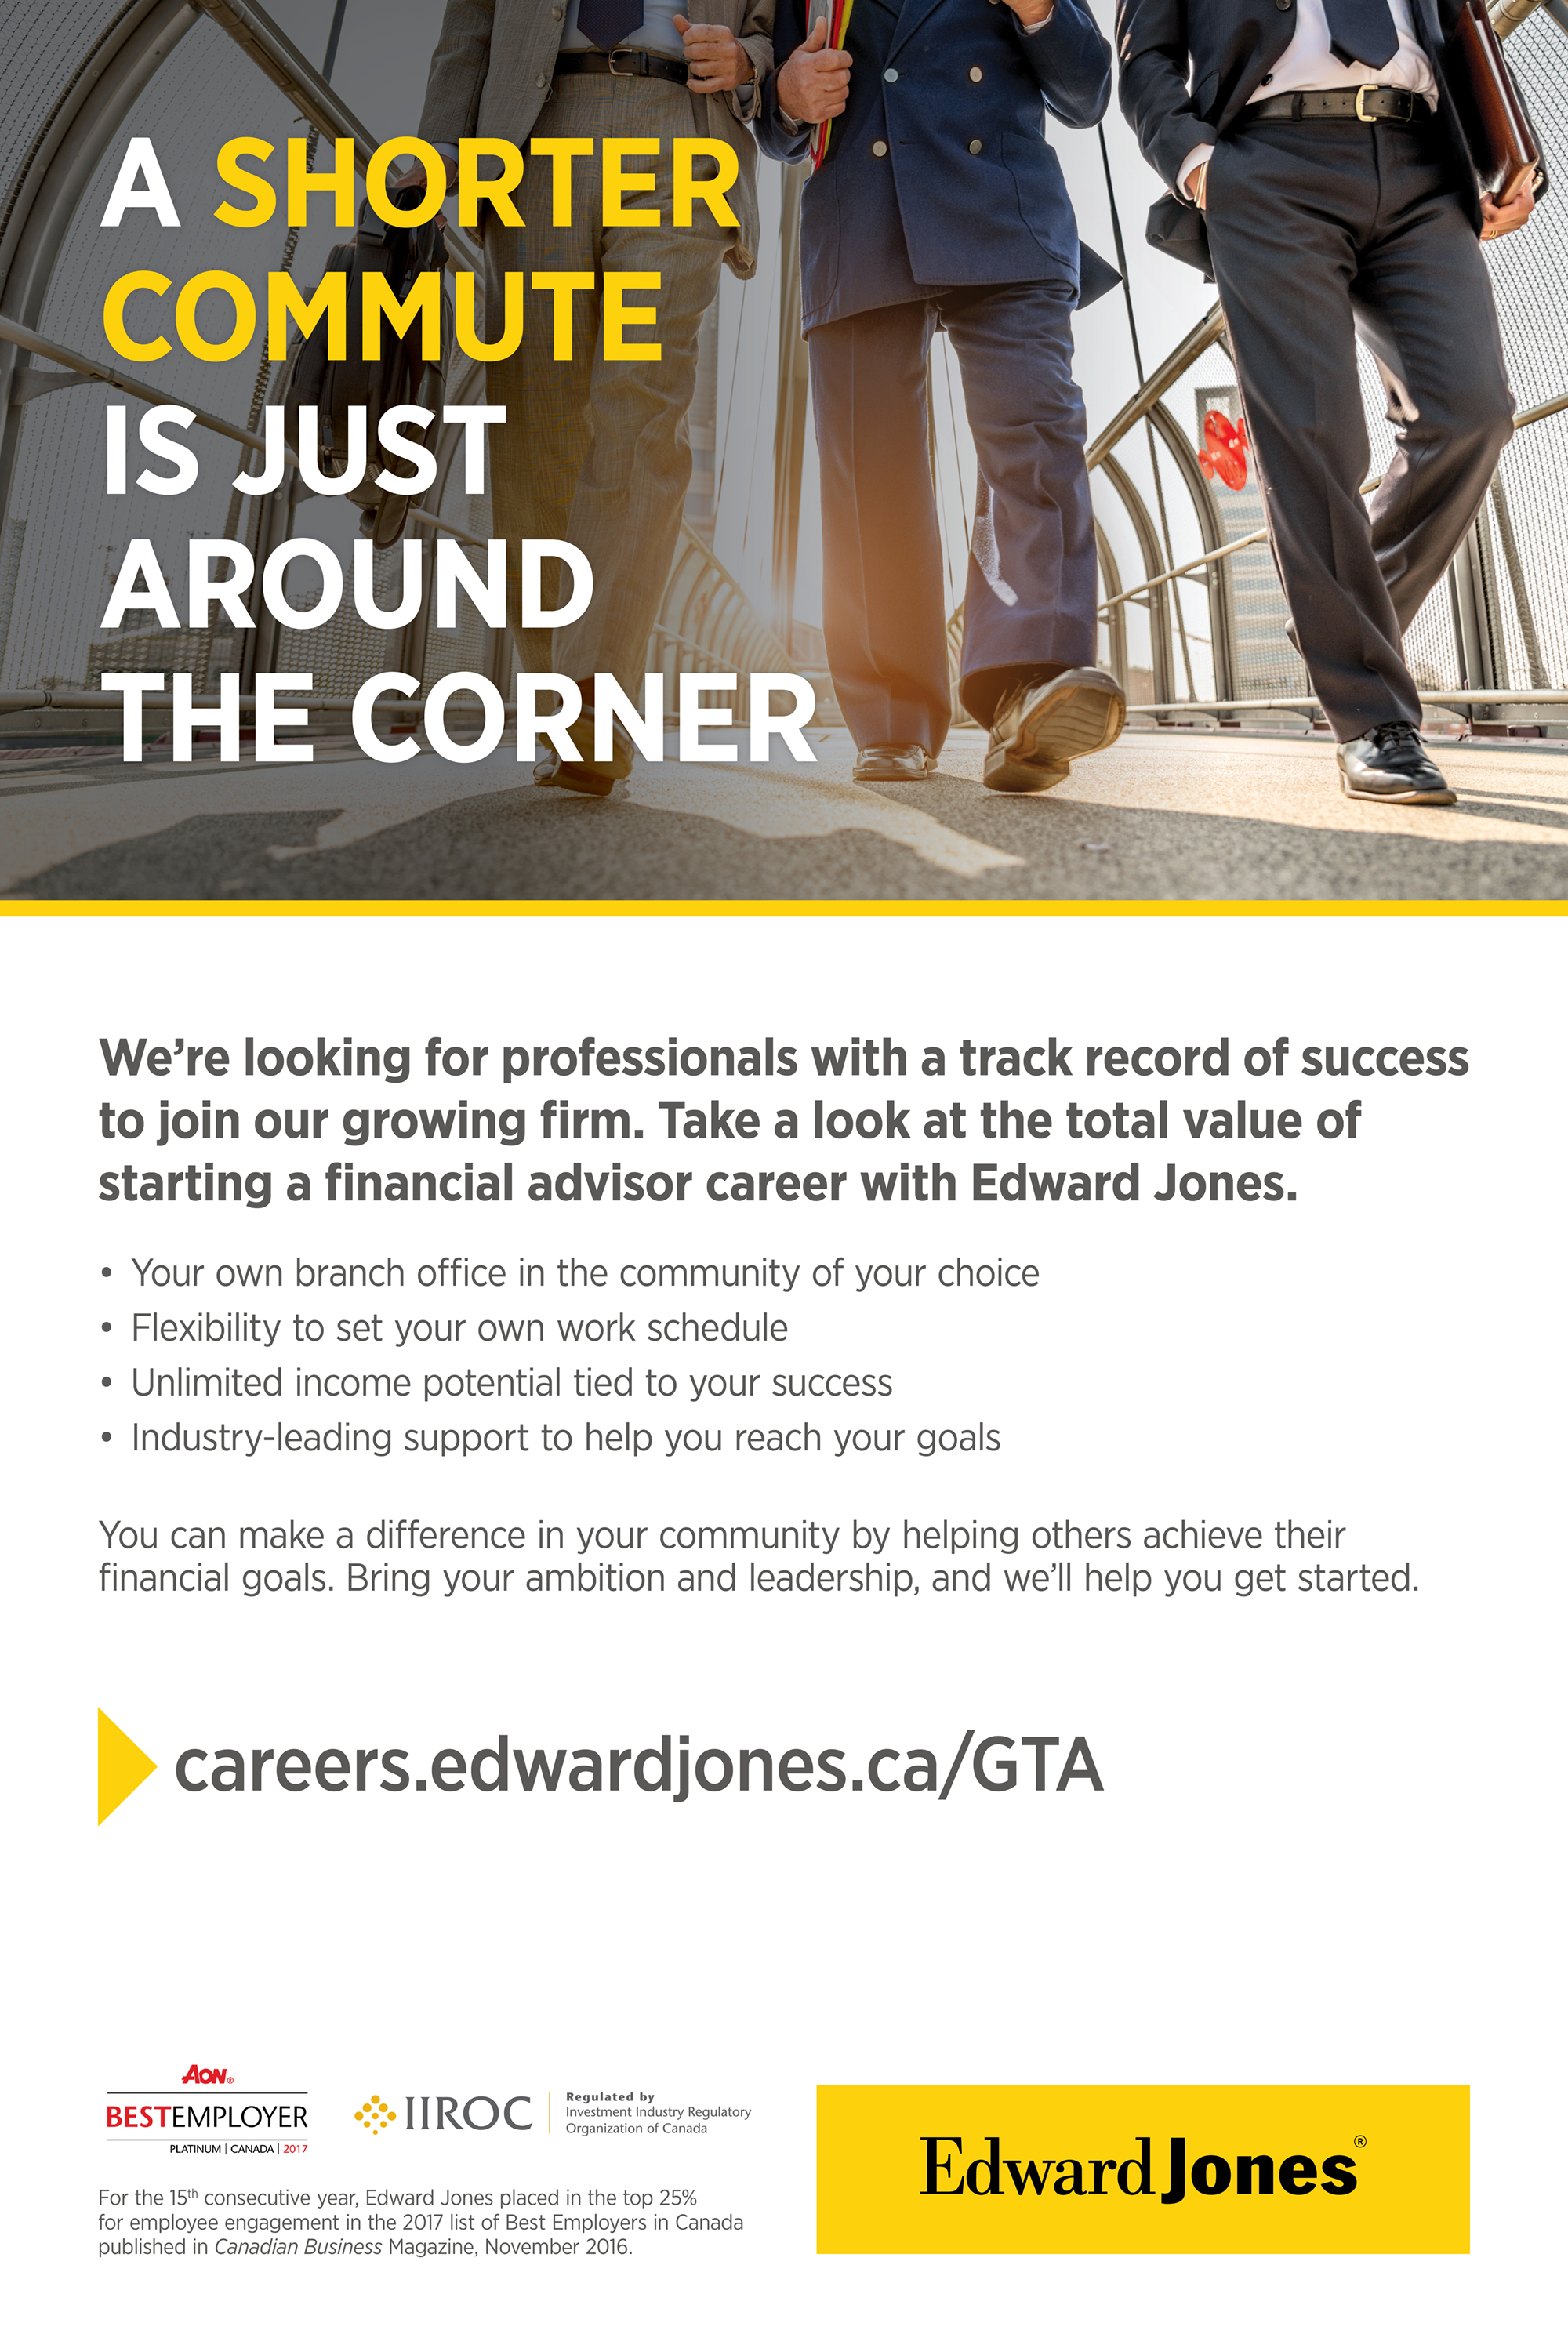 A SHORTER
COMMUTE
IS JUST
AROUND
THE CORNER
We’re looking for professionals with a track record of success
to join our growing firm. Take a look at the total value of
starting a financial advisor career with Edward Jones.
• Your own branch office in the community of your choice
• Flexibility to set your own work schedule
• Unlimited income potential tied to your success
• Industry-leading support to help you reach your goals
You can make a difference in your community by helping others achieve their
financial goals. Bring your ambition and leadership, and we’ll help you get started.
careers.edwardjones.ca/GTA
AON®
BESTEMPLOYER
PLATINUM | CANADA | 2017
IIROC
Regulated by
Investment Industry Regulatory
Organization of Canada
For the 15th consecutive year, Edward Jones placed in the top 25%
for employee engagement in the 2017 list of Best Employers in Canada
published in Canadian Business Magazine, November 2016.
Edward Jones®